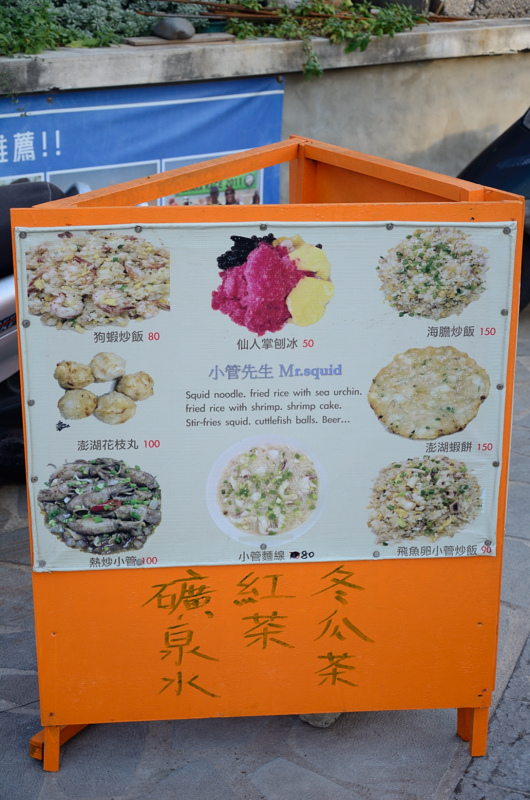 推薦!!
狗蝦炒飯 80
仙人掌刨冰 50
海膽炒飯 150
小管先生 Mr.squid
Squid noodle. fried rice with sea urchin.
fried rice with shrimp. shrimp cake.
Stir-fries squid. cuttlefish balls. Beer...
澎湖花枝丸 100
澎湖蝦餅 150
熱炒小管 100
小管麵線 80
飛魚卵小管炒飯 90
冬瓜茶
紅茶
礦泉水